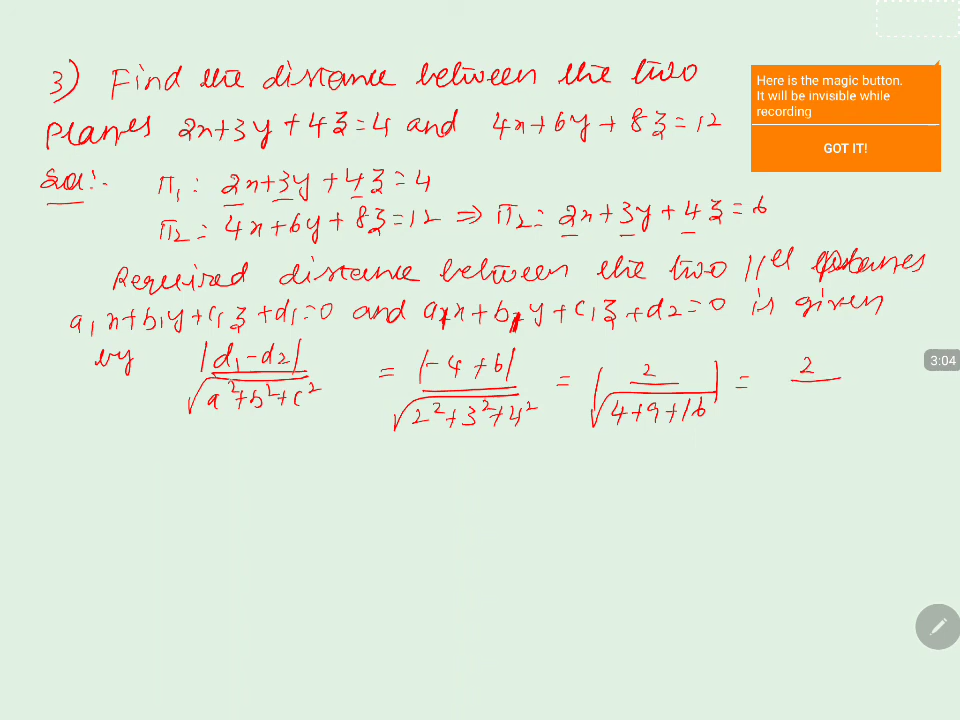 3) Find the distance between the two
Planes 2x+3y+4z=4 and 4x+6y+8z=12
Sol:. π1: 2x+3y+4z=4
π2: 4x+6y+8z=12 => π2= 2x+3y+4z=6
Required distance between the two 11el planes
a1x+b1y+c1z+d1=0 and a1x+b1y+c1z+d2=0 is given
by |d1-d2|/√a²+b²+c² = |-4+6|/√2²+3²+4² = |2/√4+9+16| = 2
Here is the magic button.
It will be invisible while
recording
GOT IT!
3:04